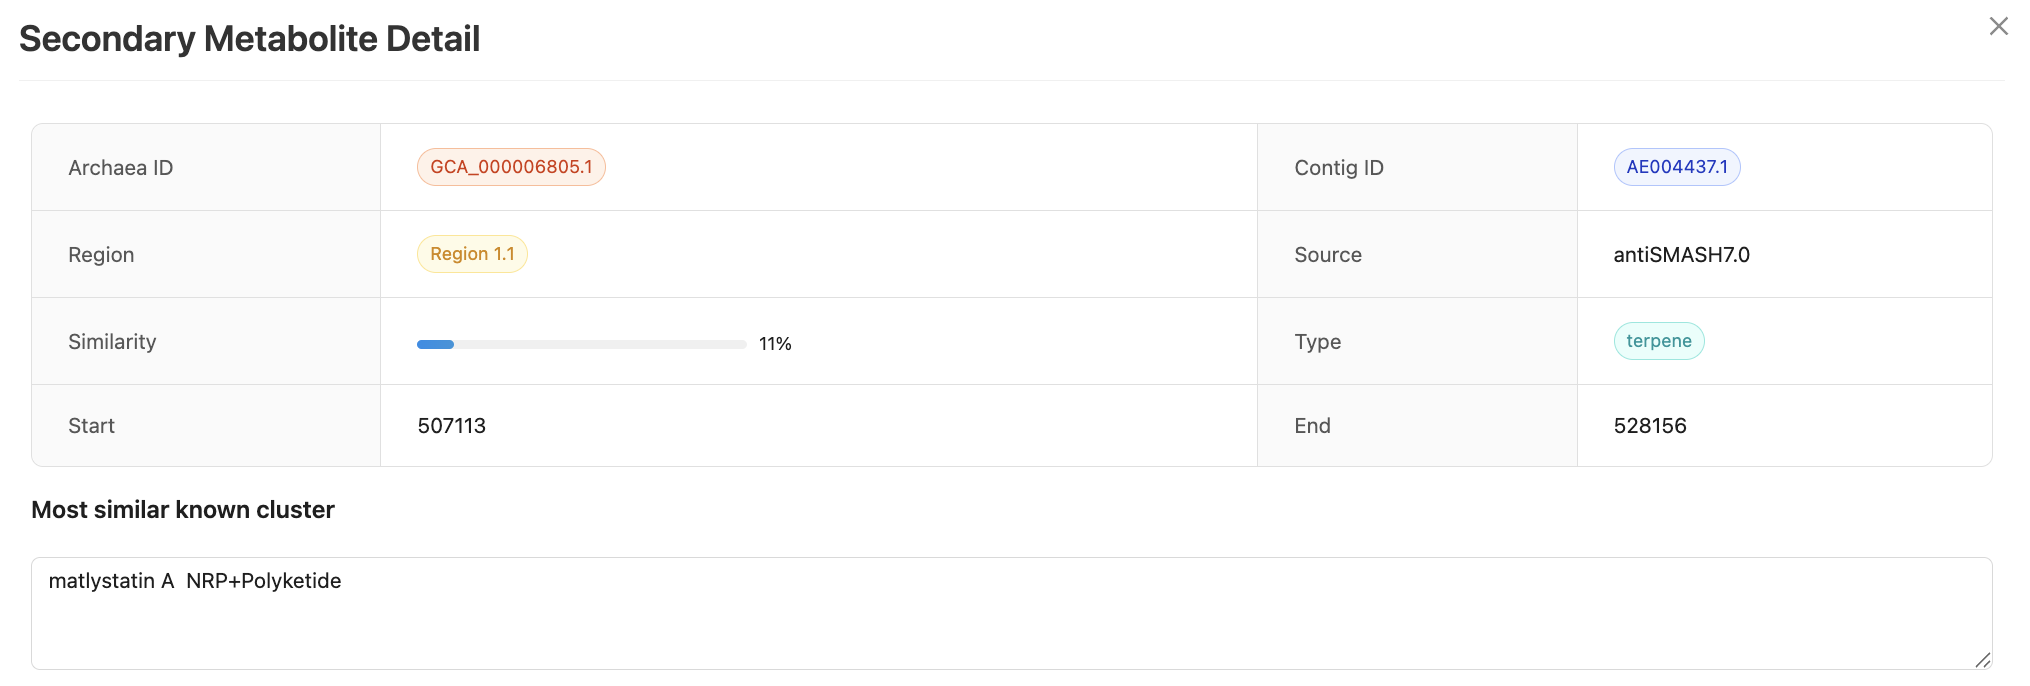 Secondary Metabolite Detail
Archaea ID GCA_000006805.1 Contig ID AE004437.1
Region Region 1.1 Source antiSMASH7.0
Similarity 11% Type terpene
Start 507113 End 528156
Most similar known cluster
matlystatin A  NRP+Polyketide